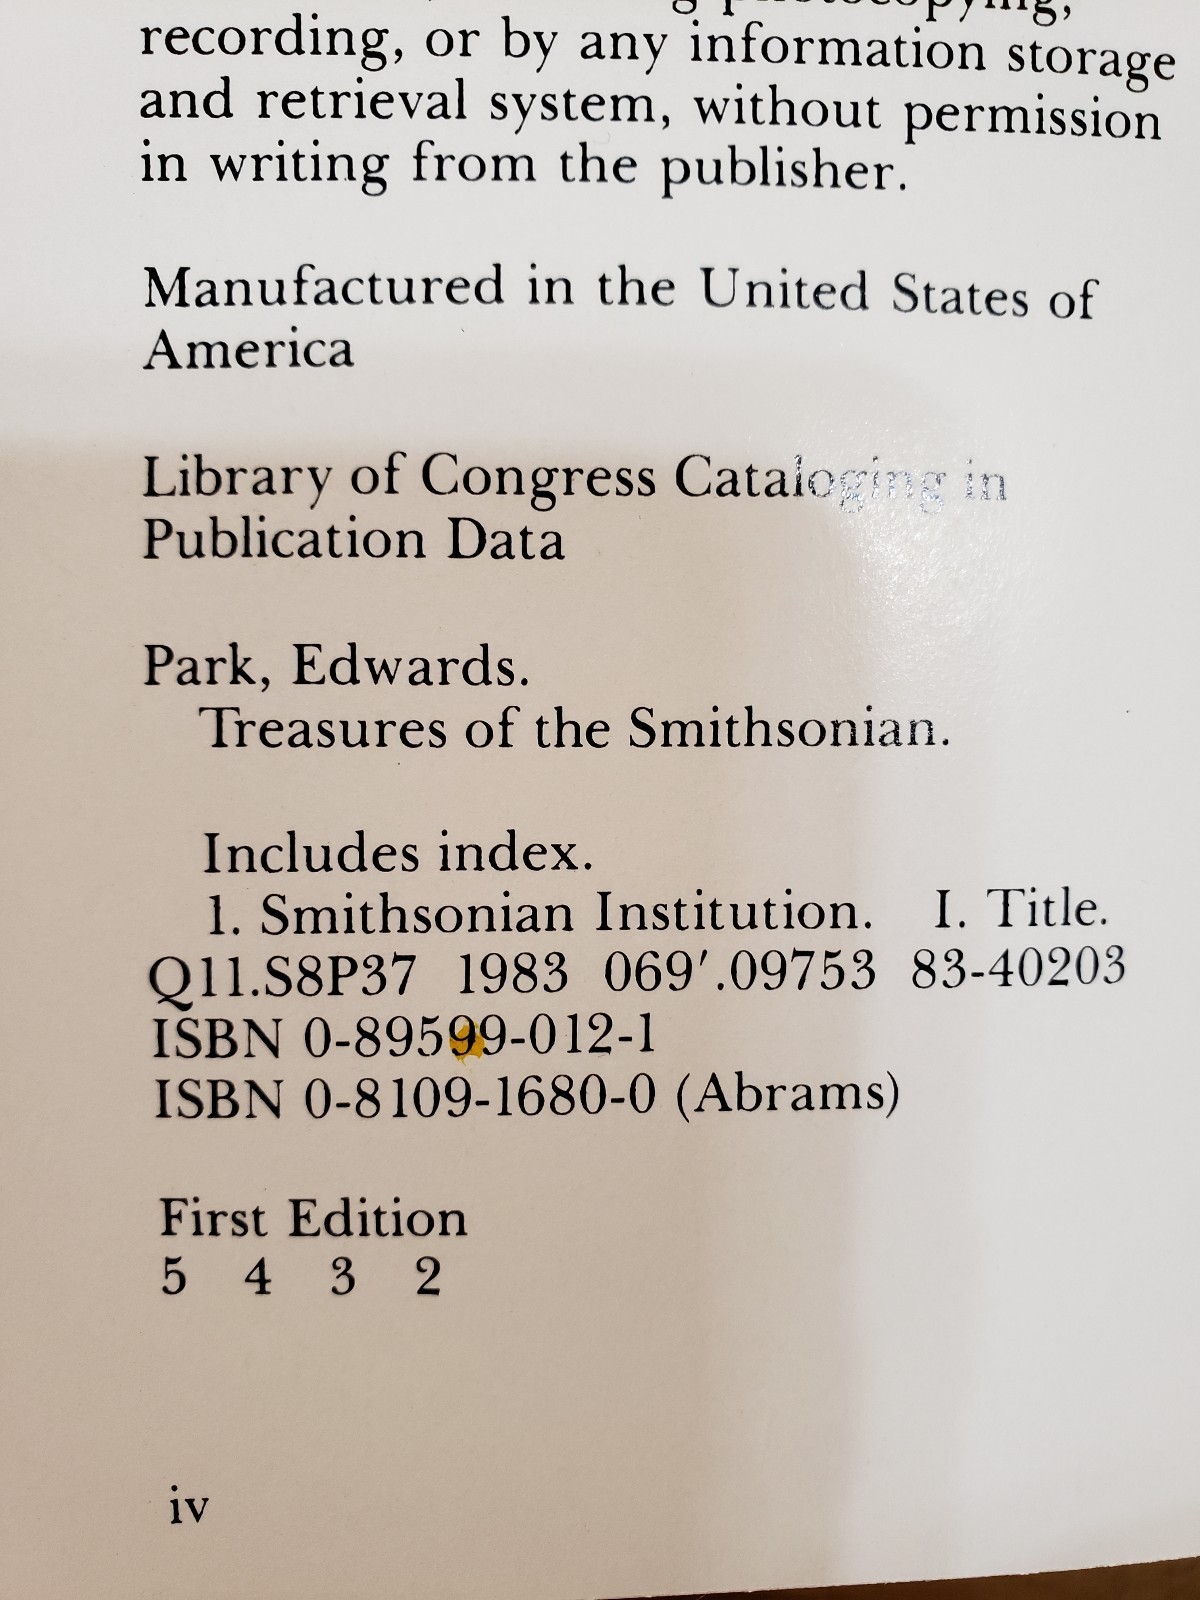 photocopying,
recording, or by any information storage
and retrieval system, without permission
in writing from the publisher.
Manufactured in the United States of
America
Library of Congress Cataloging in
Publication Data
Park, Edwards.
Treasures of the Smithsonian.
Includes index.
1. Smithsonian Institution. I. Title.
Q11.S8P37 1983 069′.09753 83-40203
ISBN 0-89599-012-1
ISBN 0-8109-1680-0 (Abrams)
First Edition
5 4 3 2
iv